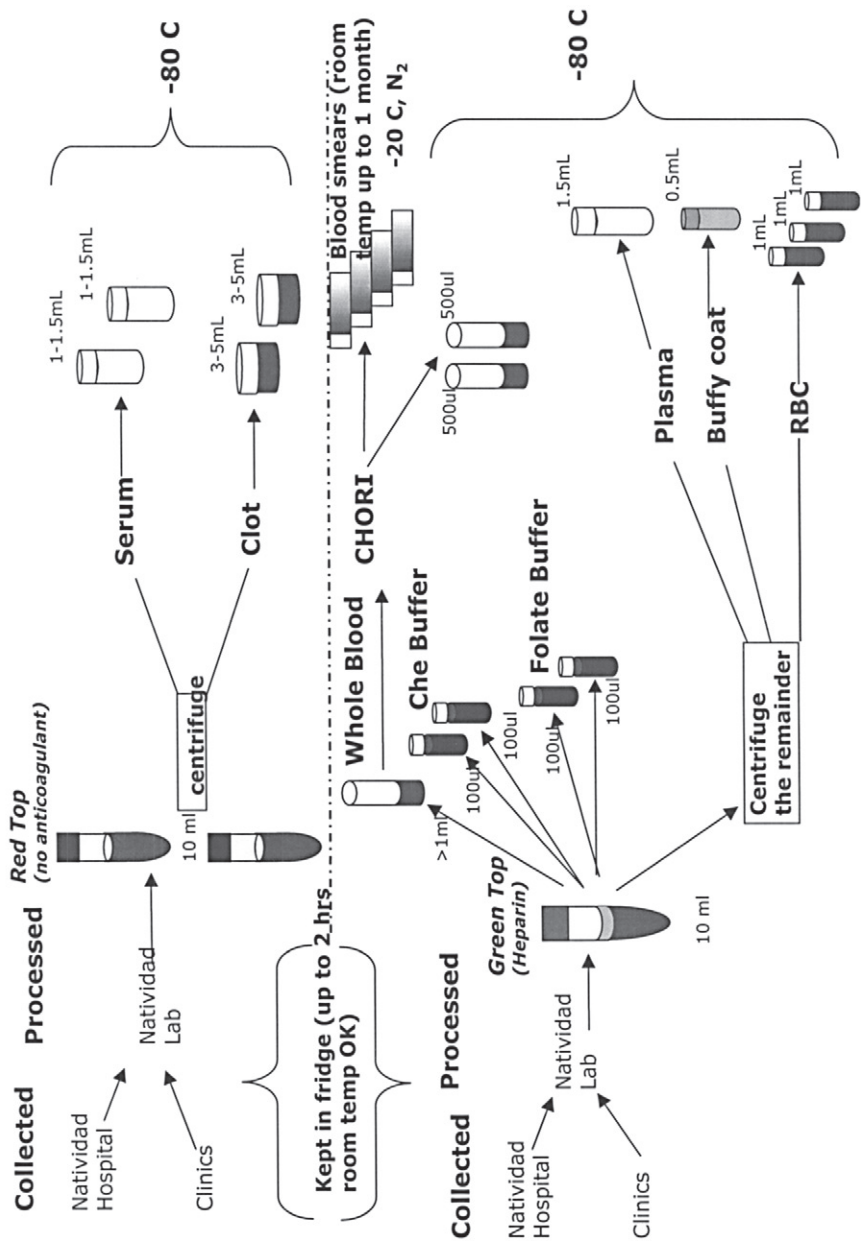 Collected
Processed
Natividad
Hospital
Clinics
Natividad
Lab
Red Top
(no anticoagulant)
10 ml
centrifuge
Serum
1-1.5mL
1-1.5mL
Clot
3-5mL
3-5mL
-80 C
Kept in fridge (up to 2 hrs
room temp OK)
Collected
Processed
Natividad
Hospital
Clinics
Natividad
Lab
Green Top
(Heparin)
10 ml
Whole Blood
>1mL
CHORI
Blood smears (room
temp up to 1 month)
-20 C, N2
500ul
500ul
Che Buffer
100ul
100ul
Folate Buffer
100ul
100ul
Centrifuge
the remainder
Plasma
1.5mL
Buffy coat
0.5mL
RBC
1mL
1mL
1mL
-80 C